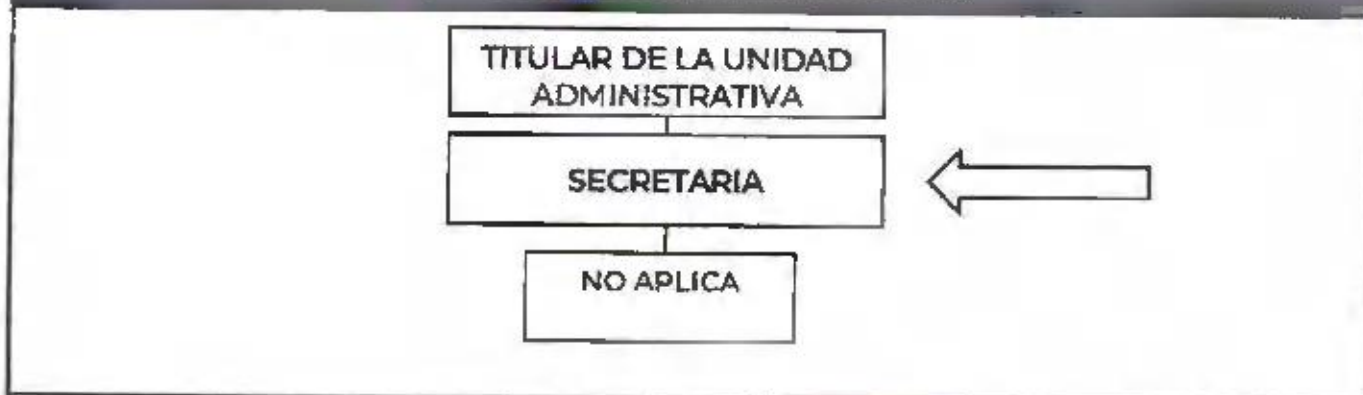 TITULAR DE LA UNIDAD
ADMINISTRATIVA
SECRETARIA
NO APLICA